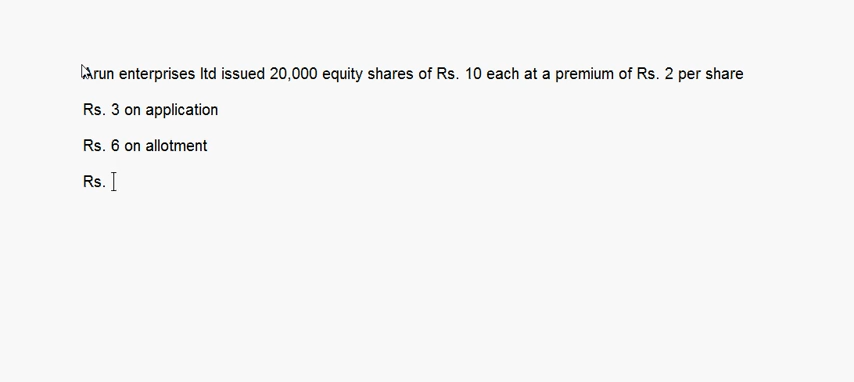 Arun enterprises ltd issued 20,000 equity shares of Rs. 10 each at a premium of Rs. 2 per share
Rs. 3 on application
Rs. 6 on allotment
Rs.